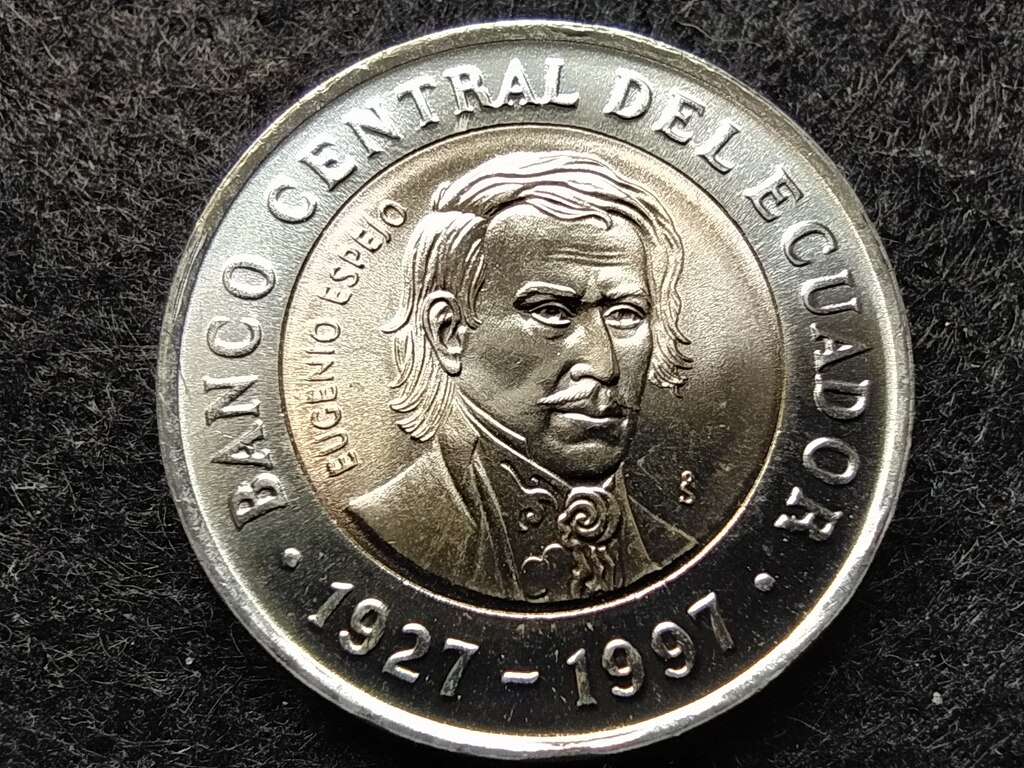 BANCO CENTRAL DEL ECUADOR
EUGENIO ESPEJO
· 1927 - 1997 ·